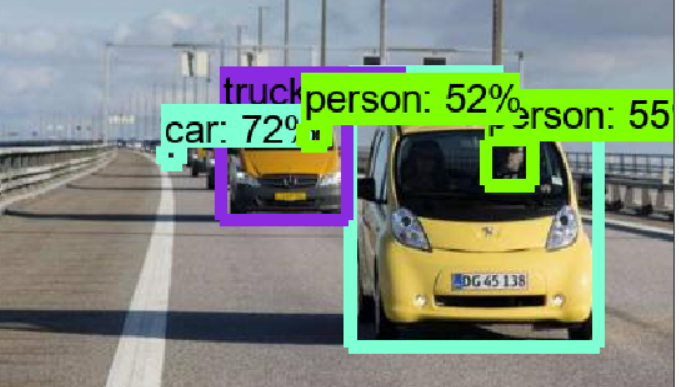 truck
person: 52%
person: 55
car: 72%
DG 45 138